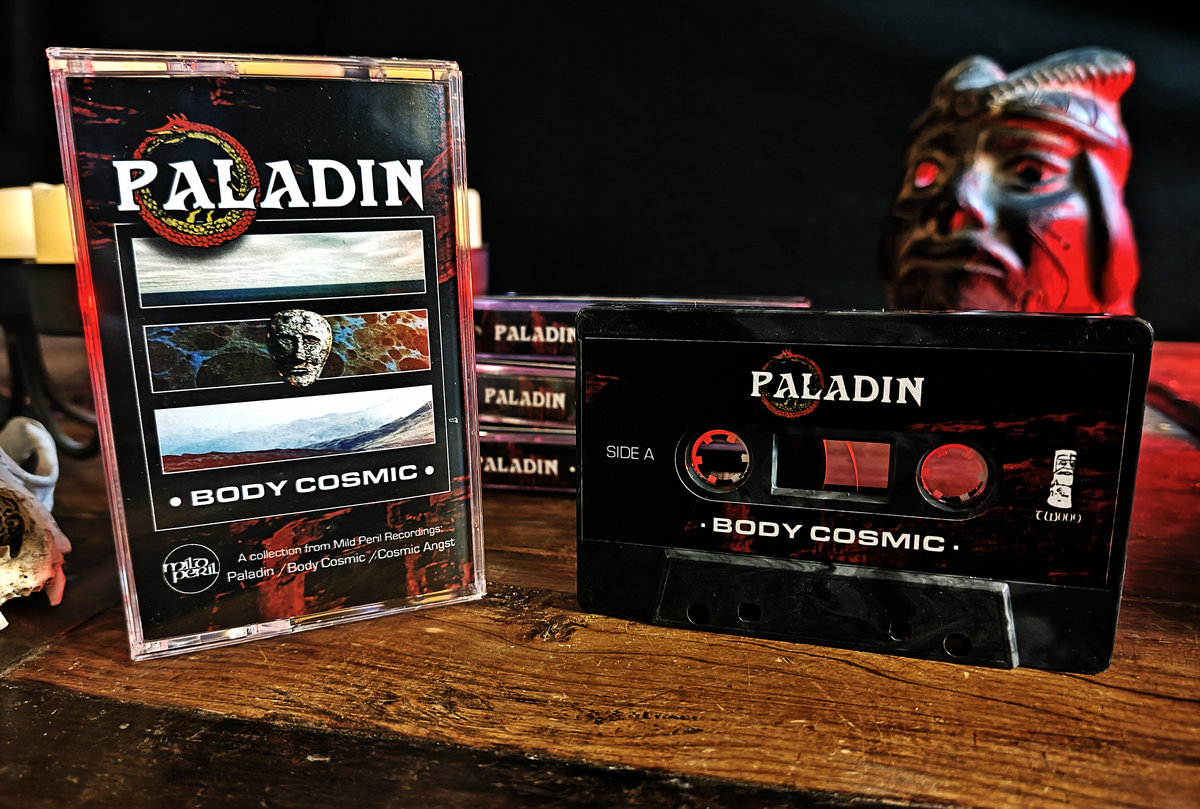 PALADIN
• BODY COSMIC •
mild
peril
A collection from Mild Peril Recordings:
Paladin / Body Cosmic / Cosmic Angst
PALADIN
PALADIN
PALADIN •
PALADIN
SIDE A
TW009
· BODY COSMIC ·